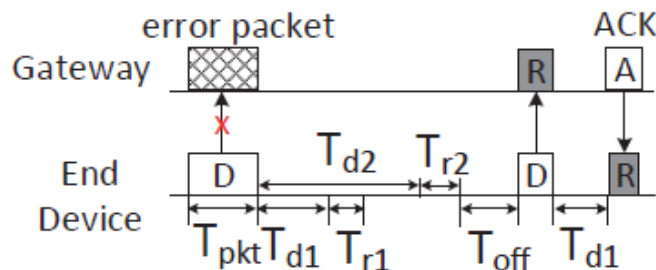 error packet
ACK
Gateway
R
A
x
T_d2
T_r2
End
Device
D
D
R
T_pkt
T_d1
T_r1
T_off
T_d1